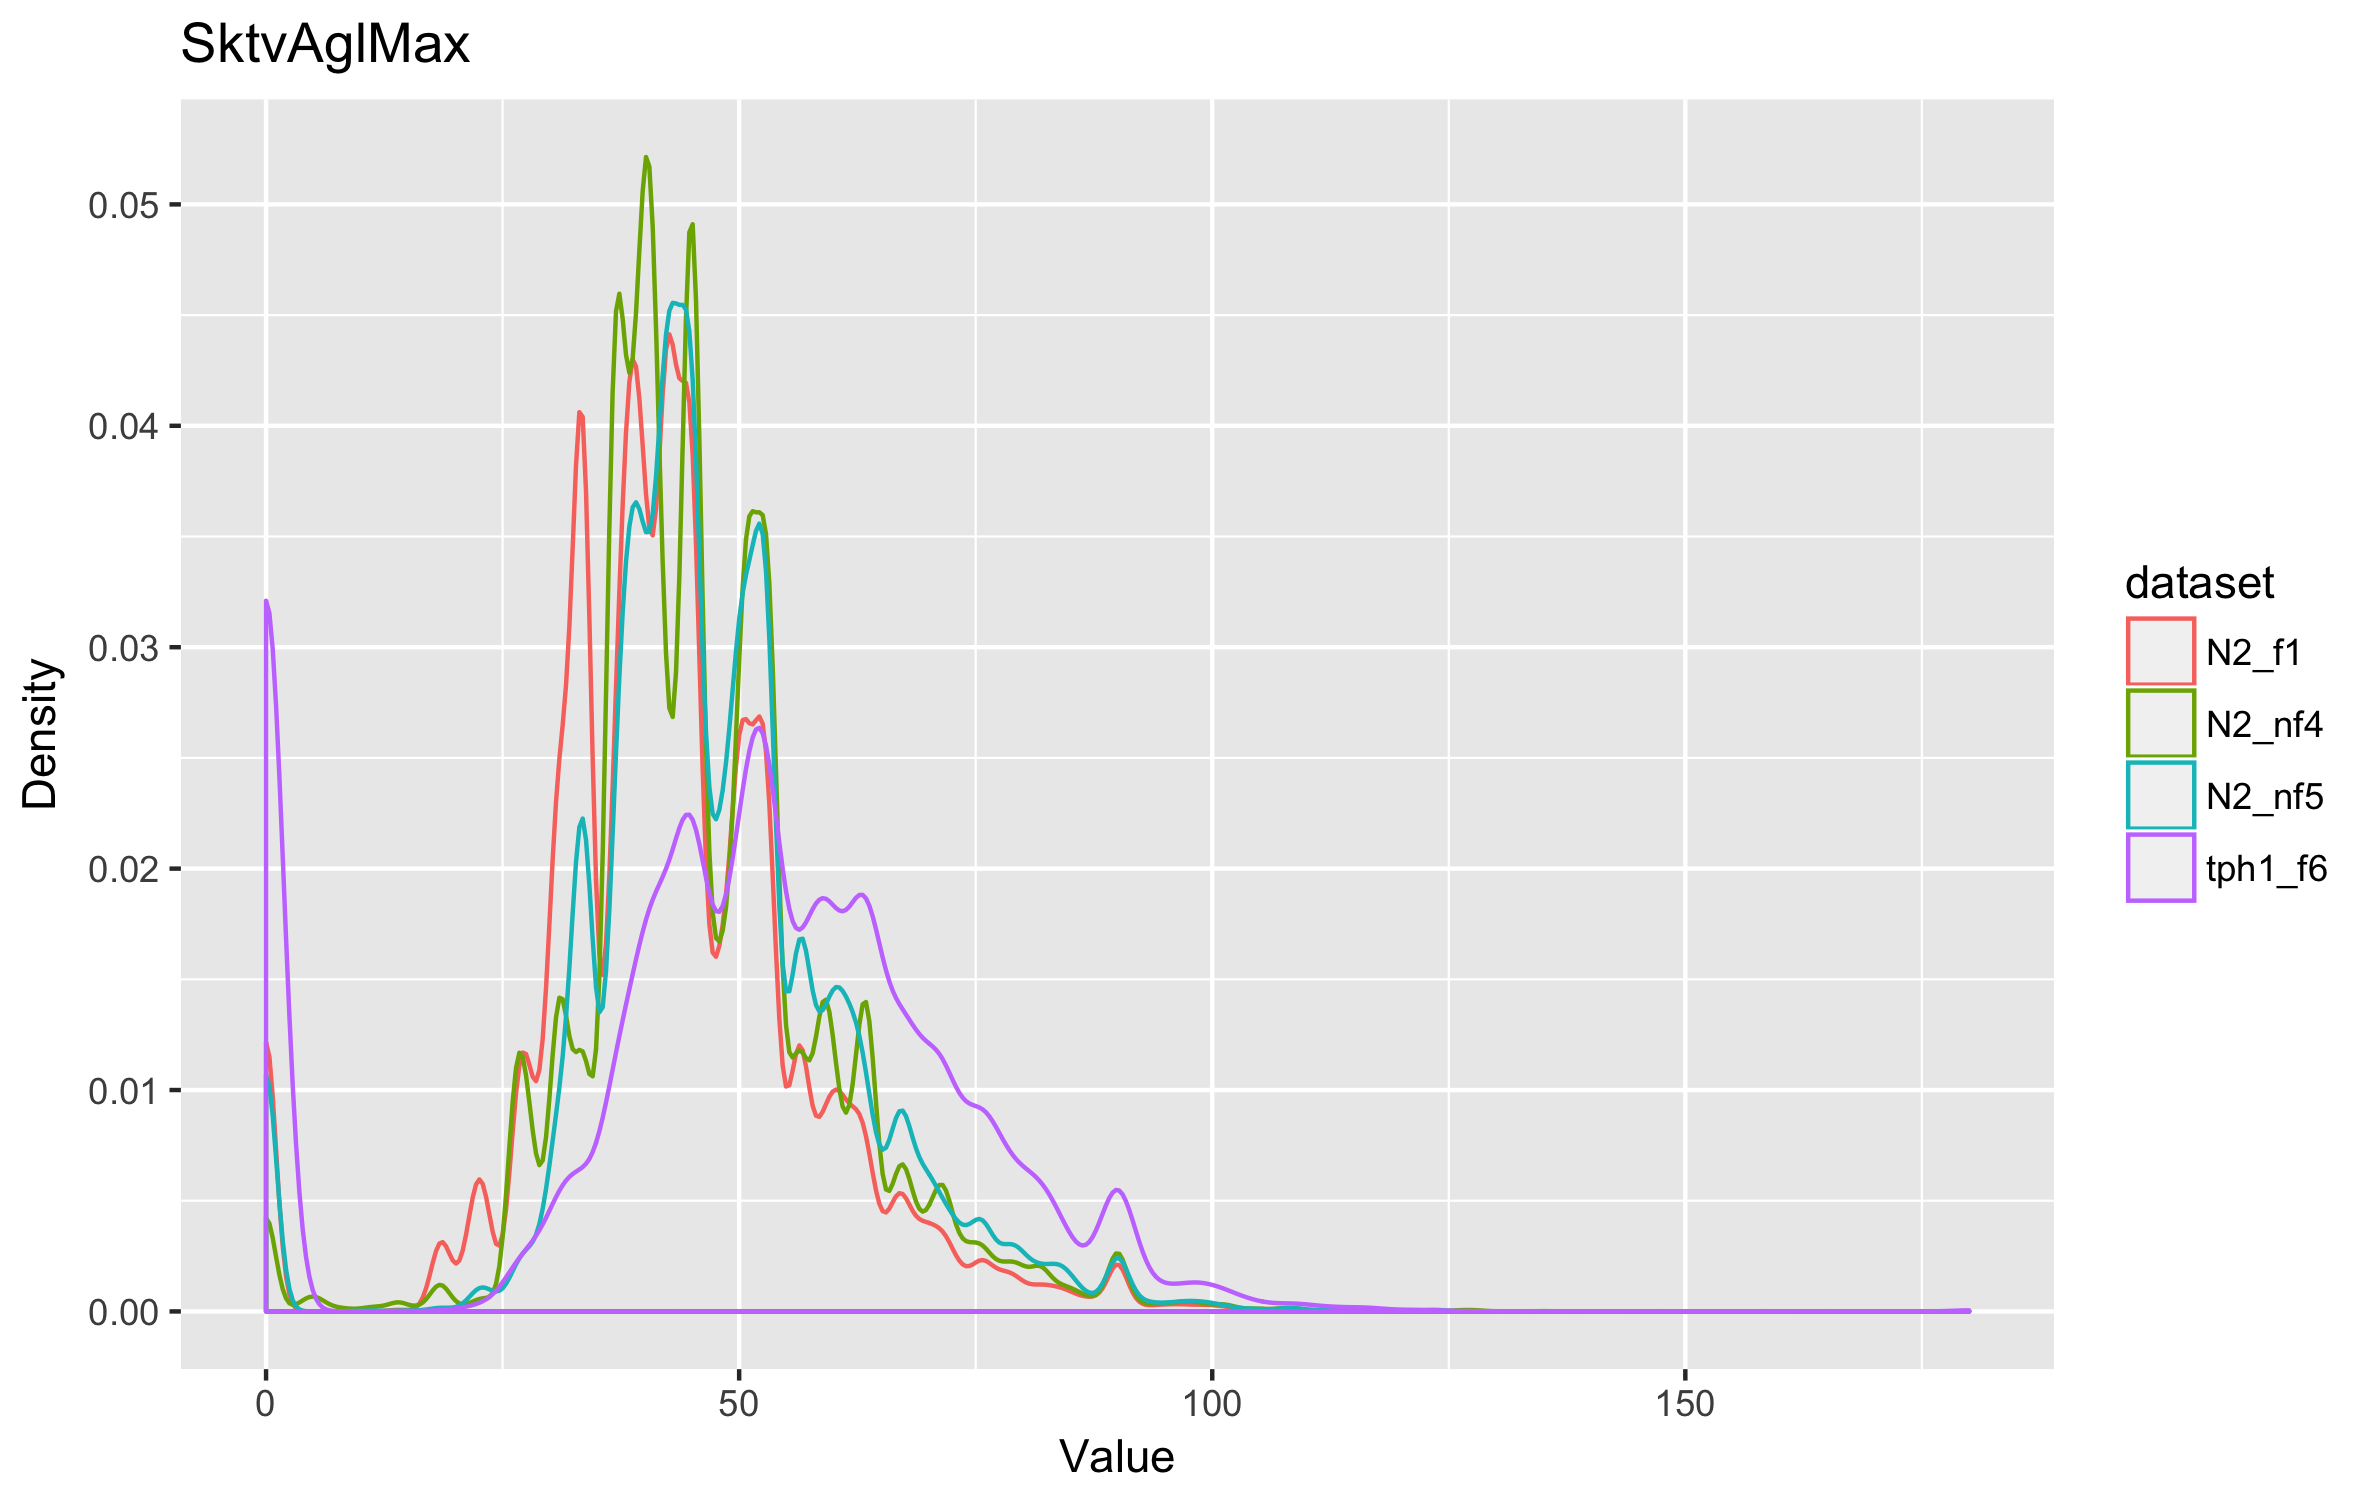 SktvAglMax
0.05
0.04
0.03
0.02
0.01
0.00
Density
0 50 100 150
Value
dataset
N2_f1
N2_nf4
N2_nf5
tph1_f6